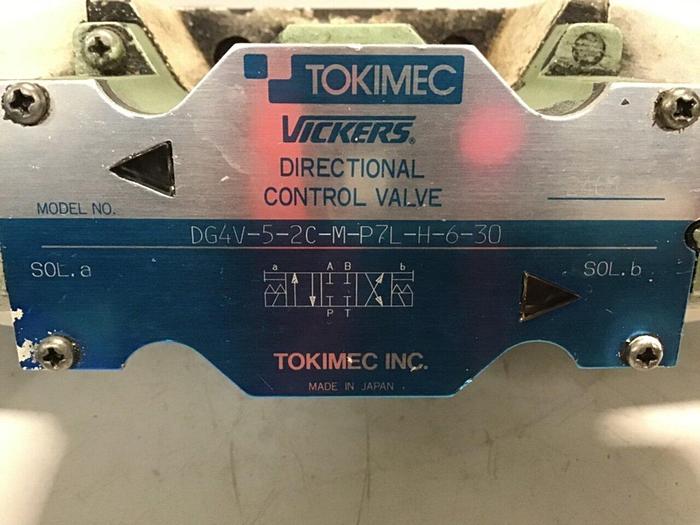 TOKIMEC
VICKERS®
DIRECTIONAL
CONTROL VALVE
MODEL NO.
DG4V-5-2C-M-P7L-H-6-30
SOL.a
SOL.b
a A B b
P T
TOKIMEC INC.
MADE IN JAPAN